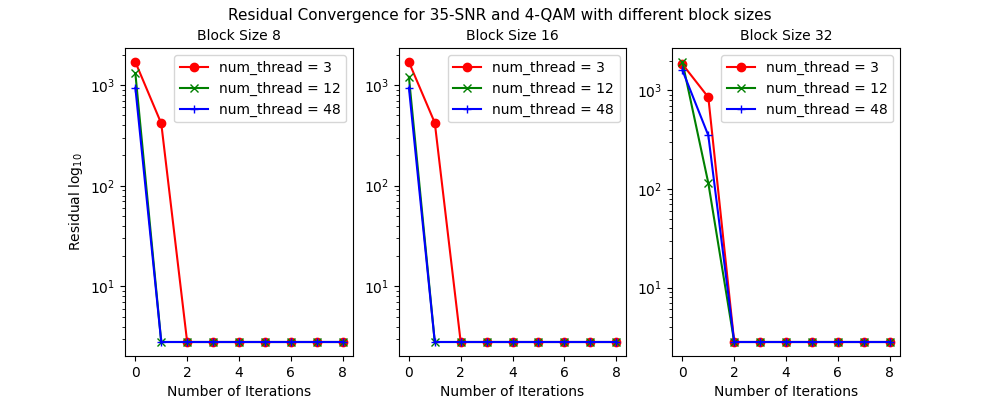 Residual Convergence for 35-SNR and 4-QAM with different block sizes
Block Size 8
num_thread = 3
num_thread = 12
num_thread = 48
10³
10²
10¹
Residual log₁₀
0 2 4 6 8
Number of Iterations
Block Size 16
num_thread = 3
num_thread = 12
num_thread = 48
10³
10²
10¹
0 2 4 6 8
Number of Iterations
Block Size 32
num_thread = 3
num_thread = 12
num_thread = 48
10³
10²
10¹
0 2 4 6 8
Number of Iterations